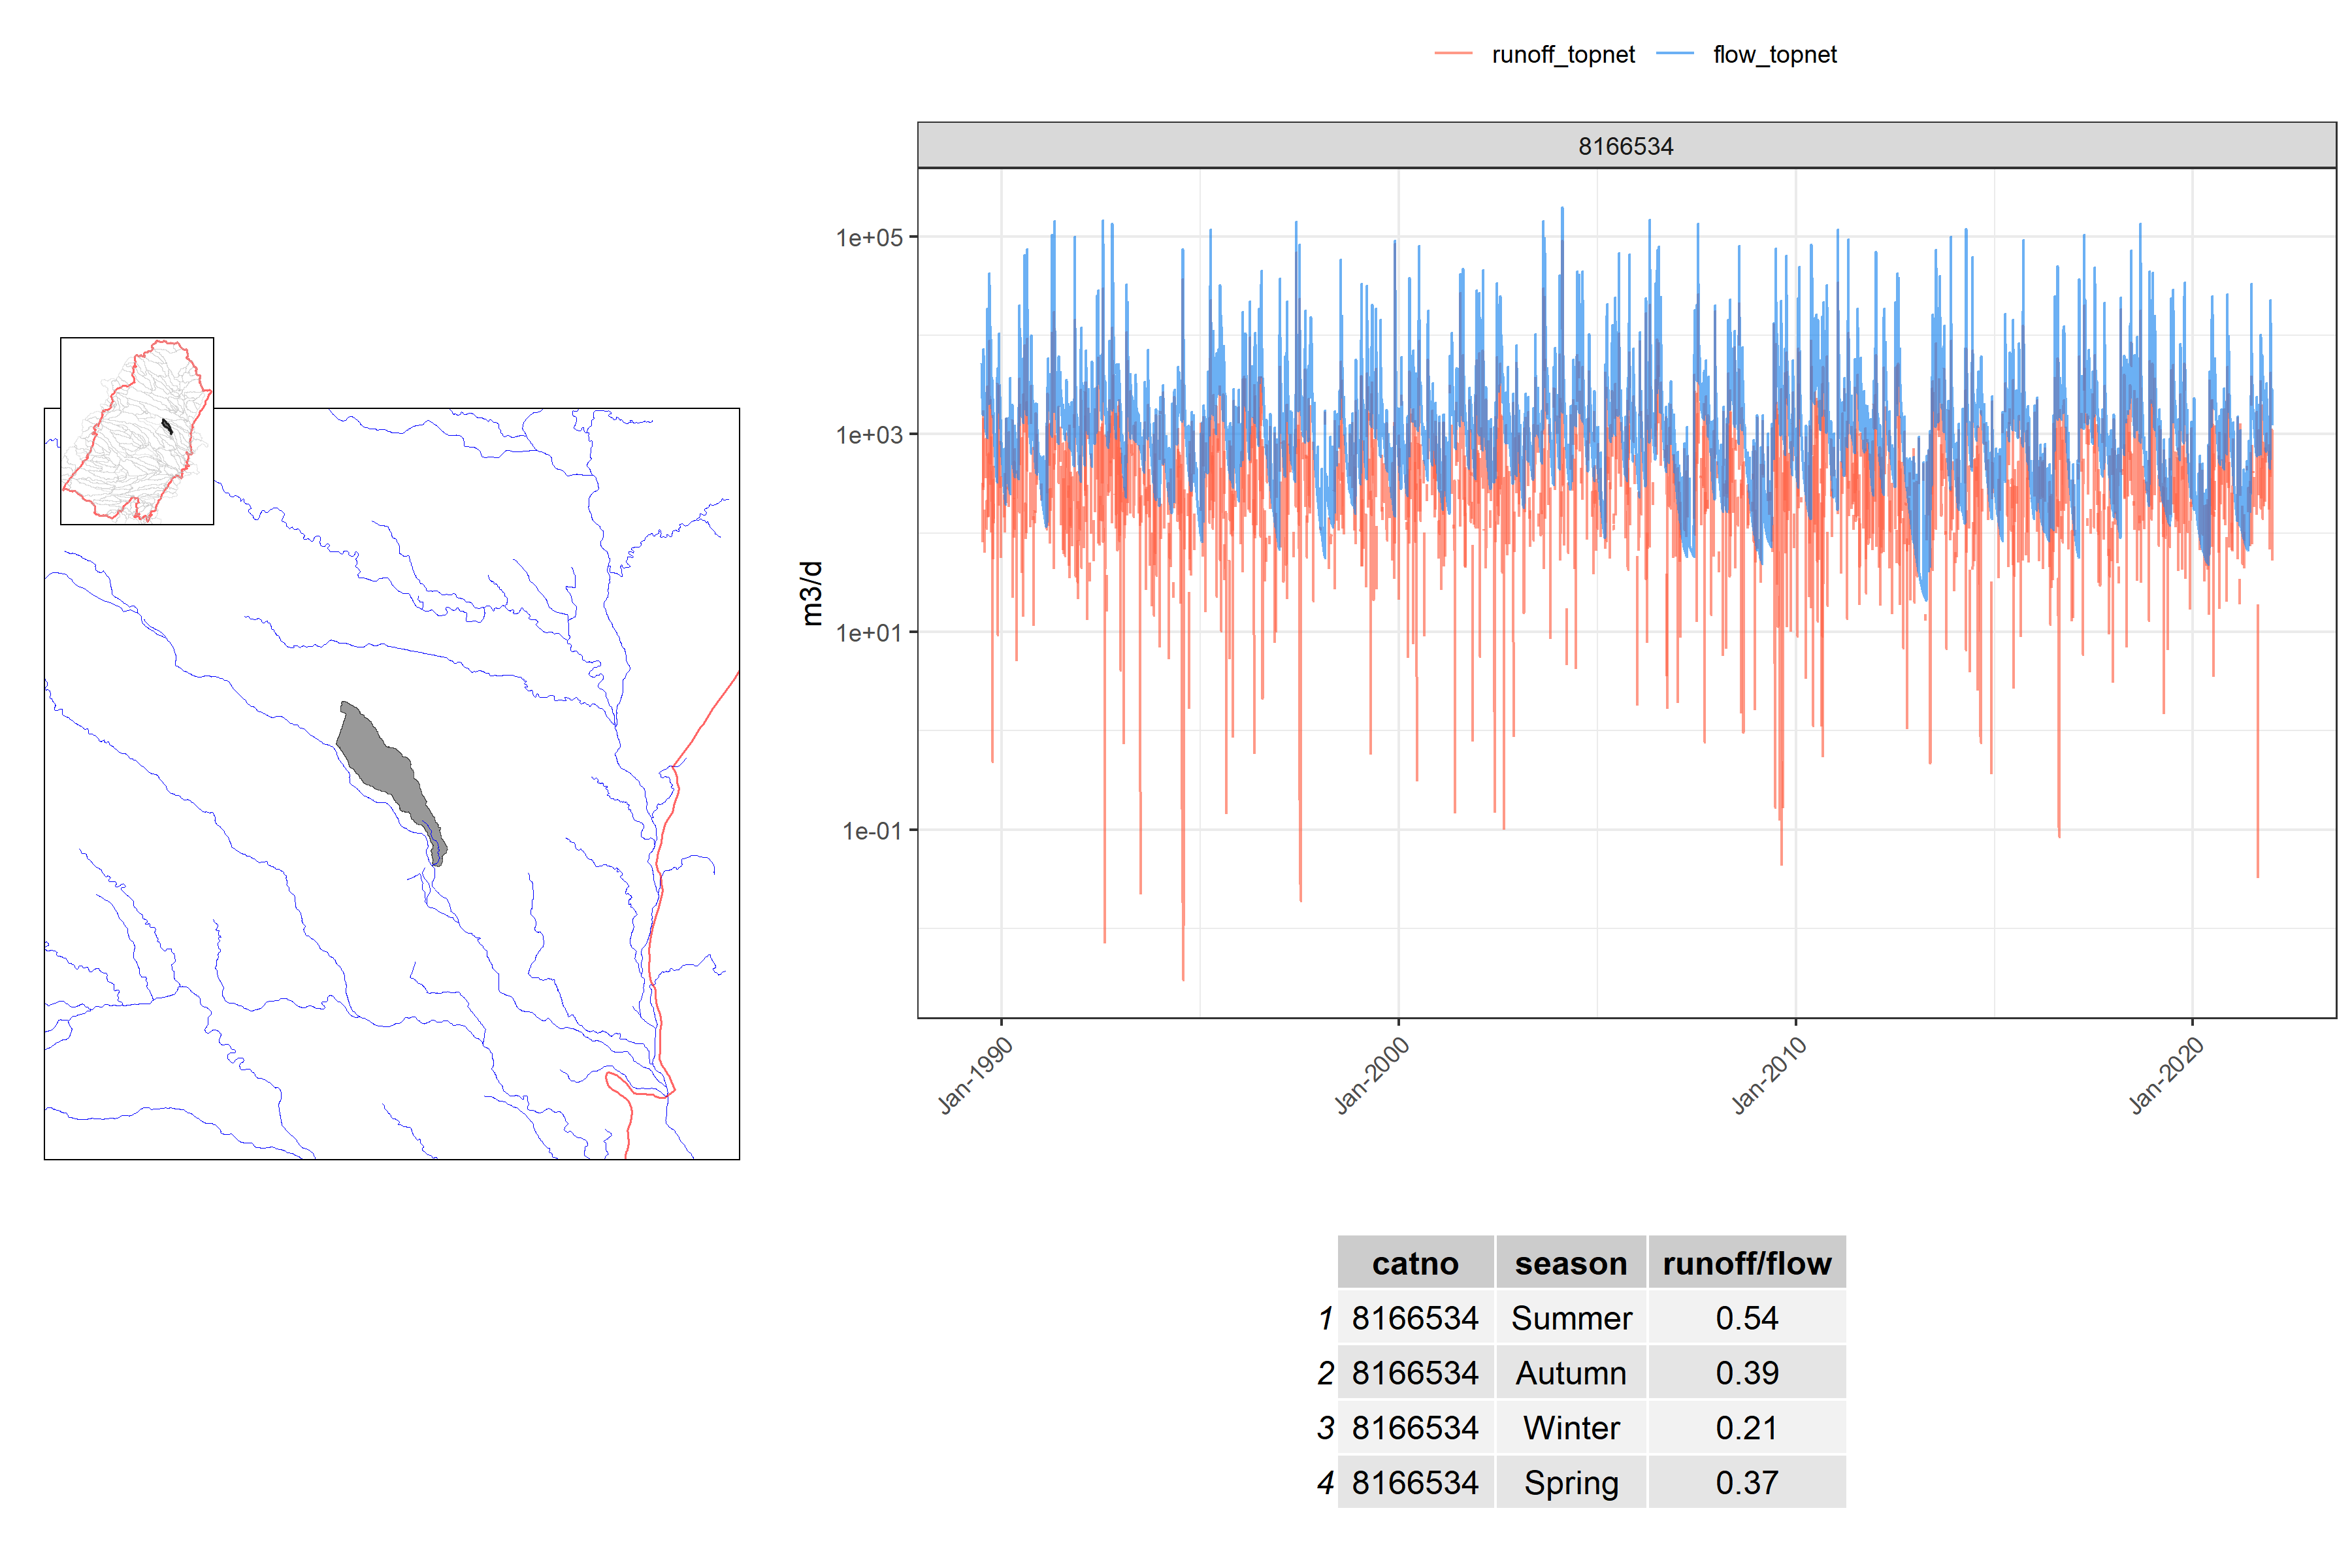 runoff_topnet flow_topnet
8166534
1e+05
1e+03
1e+01
1e-01
m3/d
Jan-1990 Jan-2000 Jan-2010 Jan-2020
catno season runoff/flow
1 8166534 Summer 0.54
2 8166534 Autumn 0.39
3 8166534 Winter 0.21
4 8166534 Spring 0.37